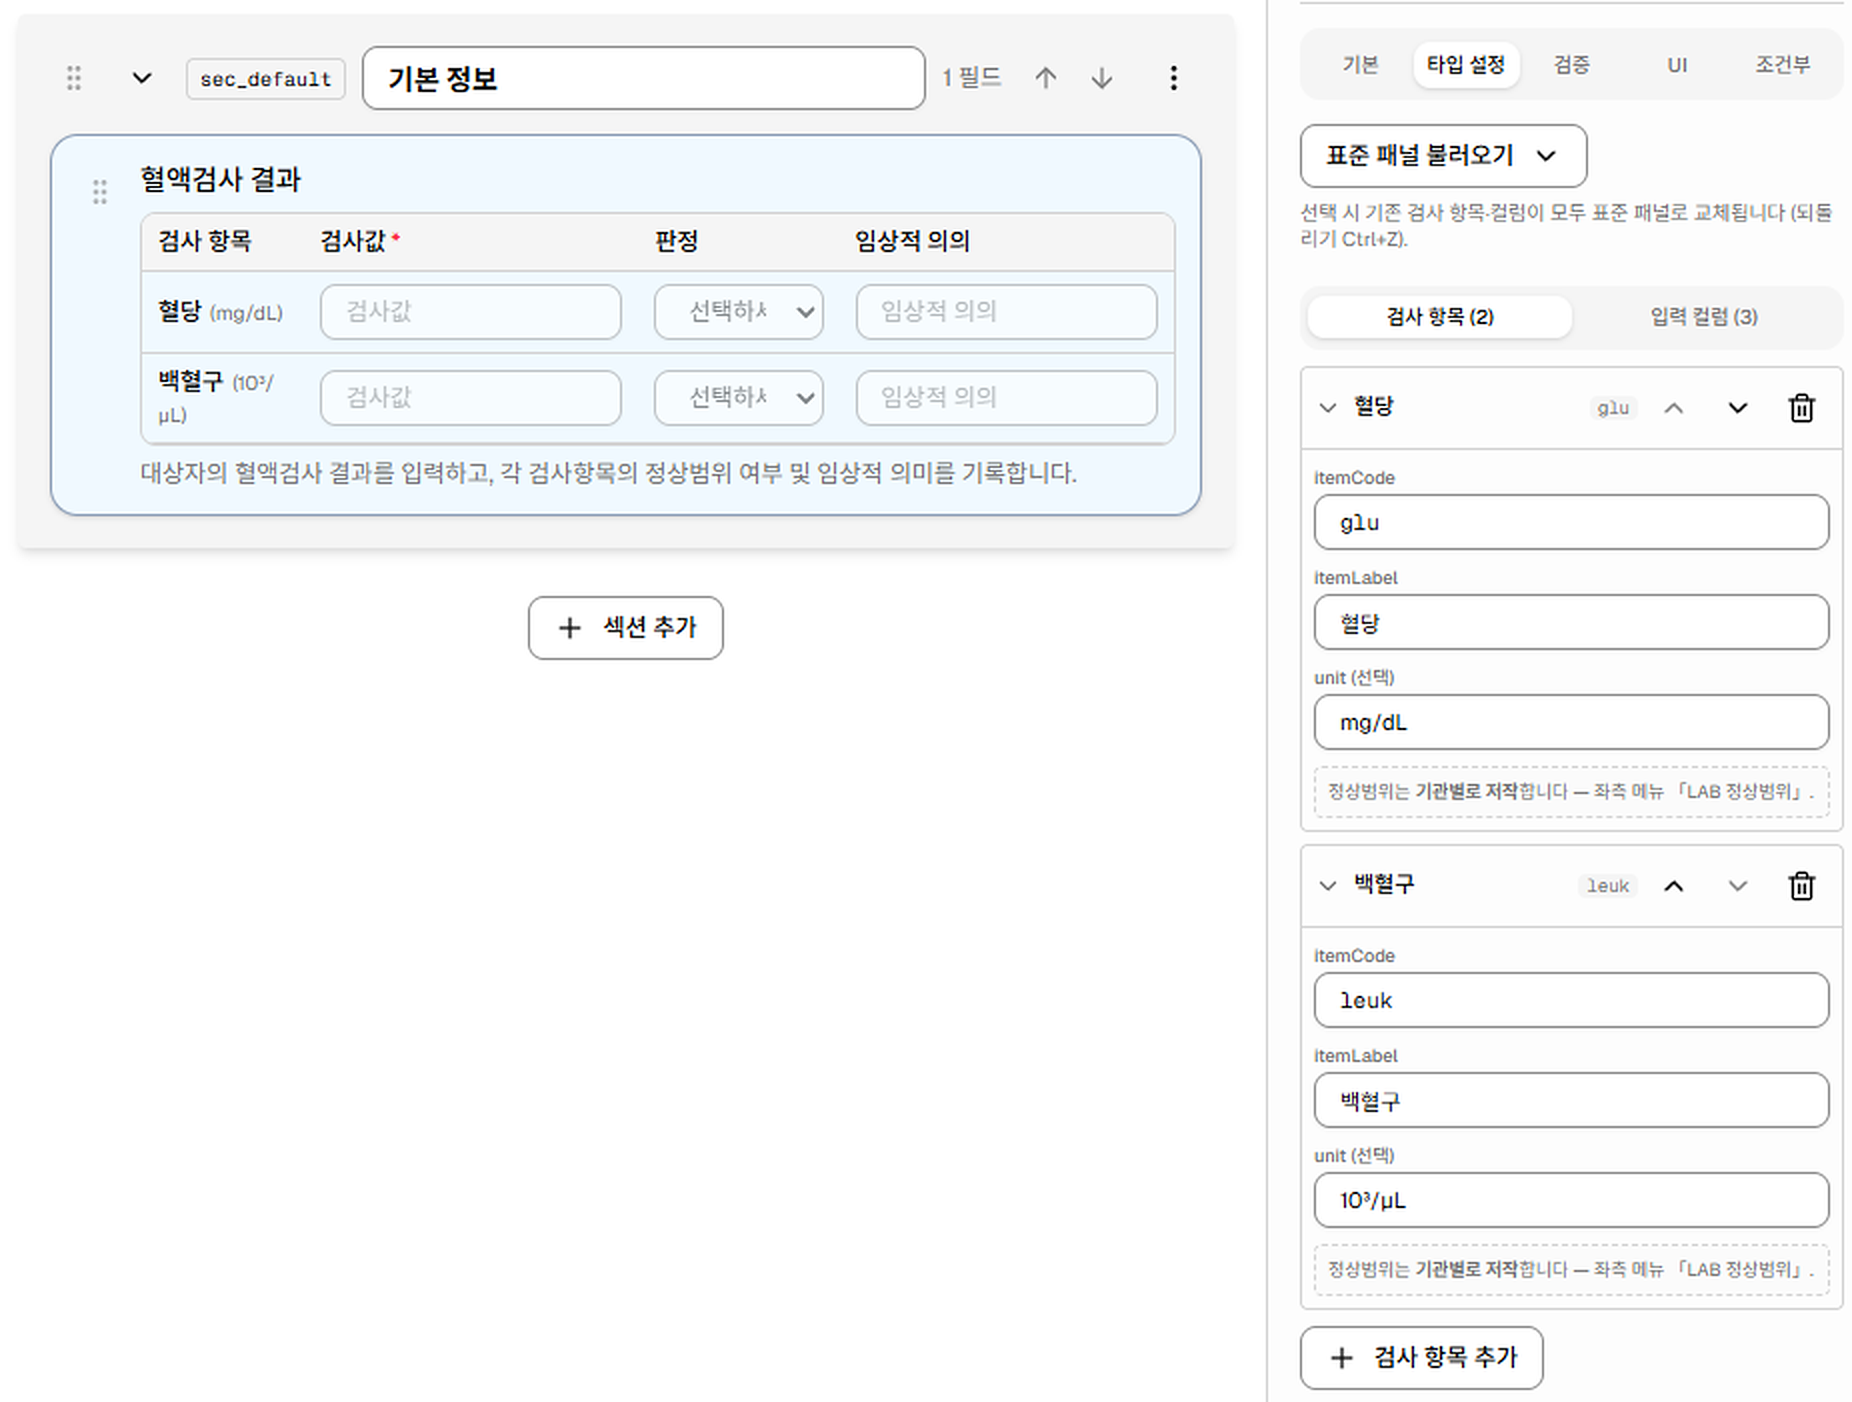 sec_default
기본 정보
1 필드
혈액검사 결과
검사 항목 검사값 * 판정 임상적 의의
혈당 (mg/dL) 검사값 선택하 임상적 의의
백혈구 (10³/
μL)
검사값 선택하 임상적 의의
대상자의 혈액검사 결과를 입력하고, 각 검사항목의 정상범위 여부 및 임상적 의미를 기록합니다.
+ 섹션 추가
기본 타입 설정 검증 UI 조건부
표준 패널 불러오기
선택 시 기존 검사 항목·컬럼이 모두 표준 패널로 교체됩니다 (되돌
리기 Ctrl+Z).
검사 항목 (2) 입력 컬럼 (3)
혈당 glu
itemCode
glu
itemLabel
혈당
unit (선택)
mg/dL
정상범위는 기관별로 저작합니다 — 좌측 메뉴 「LAB 정상범위」.
백혈구 leuk
itemCode
leuk
itemLabel
백혈구
unit (선택)
10³/μL
정상범위는 기관별로 저작합니다 — 좌측 메뉴 「LAB 정상범위」.
+ 검사 항목 추가